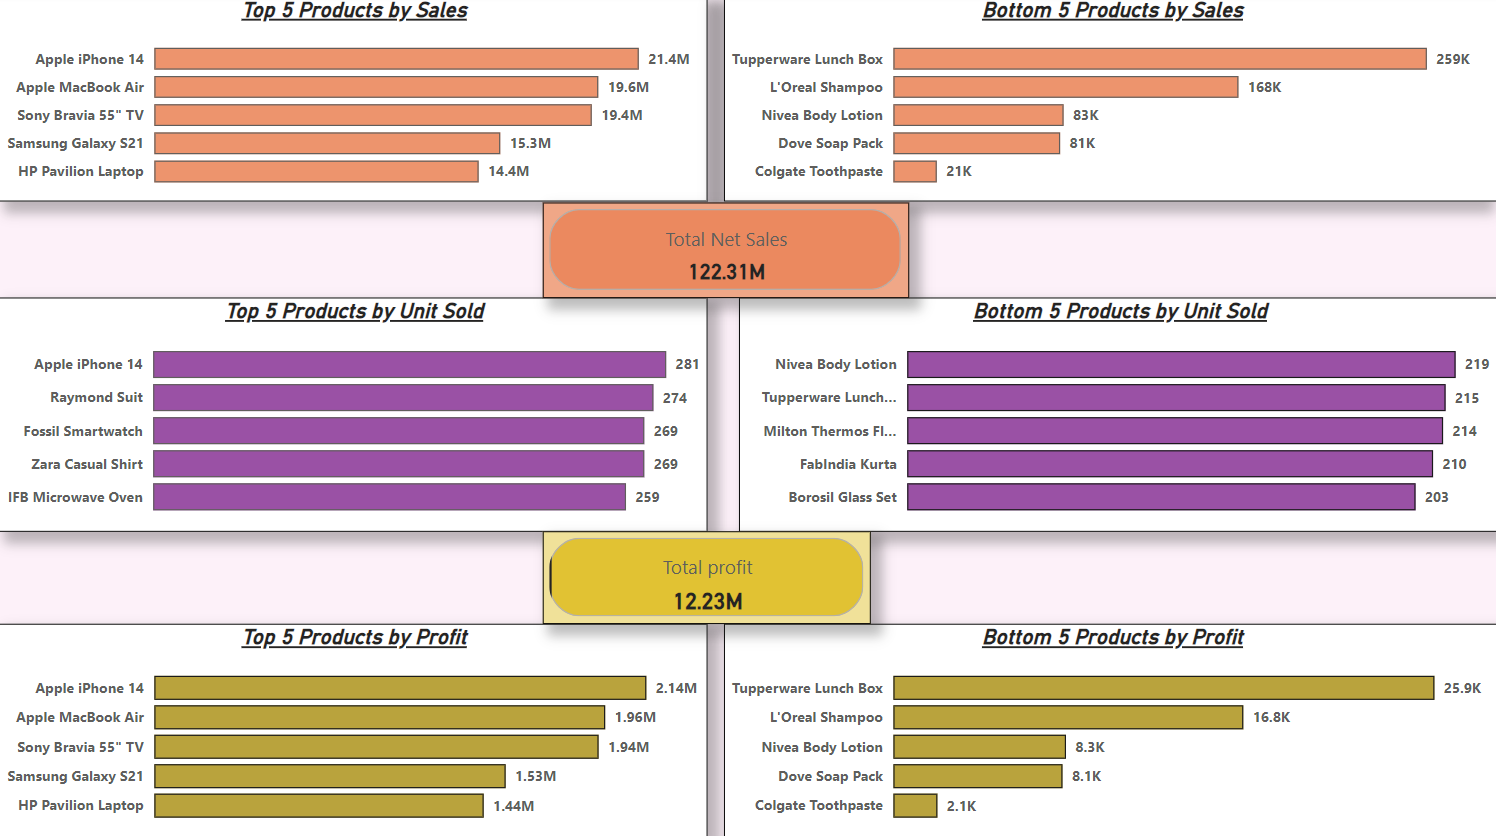 Top 5 Products by Sales
Apple iPhone 14 21.4M
Apple MacBook Air 19.6M
Sony Bravia 55" TV 19.4M
Samsung Galaxy S21 15.3M
HP Pavilion Laptop 14.4M
Bottom 5 Products by Sales
Tupperware Lunch Box 259K
L'Oreal Shampoo 168K
Nivea Body Lotion 83K
Dove Soap Pack 81K
Colgate Toothpaste 21K
Total Net Sales
122.31M
Top 5 Products by Unit Sold
Apple iPhone 14 281
Raymond Suit 274
Fossil Smartwatch 269
Zara Casual Shirt 269
IFB Microwave Oven 259
Bottom 5 Products by Unit Sold
Nivea Body Lotion 219
Tupperware Lunch... 215
Milton Thermos Fl... 214
FabIndia Kurta 210
Borosil Glass Set 203
Total profit
12.23M
Top 5 Products by Profit
Apple iPhone 14 2.14M
Apple MacBook Air 1.96M
Sony Bravia 55" TV 1.94M
Samsung Galaxy S21 1.53M
HP Pavilion Laptop 1.44M
Bottom 5 Products by Profit
Tupperware Lunch Box 25.9K
L'Oreal Shampoo 16.8K
Nivea Body Lotion 8.3K
Dove Soap Pack 8.1K
Colgate Toothpaste 2.1K